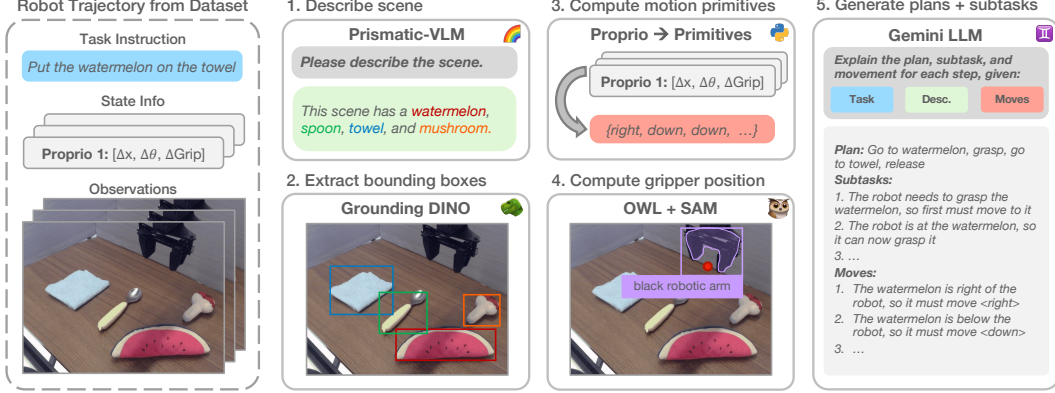 Robot Trajectory from Dataset
Task Instruction
Put the watermelon on the towel
State Info
Proprio 1: [Δx, Δθ, ΔGrip]
Observations
1. Describe scene
Prismatic-VLM
Please describe the scene.
This scene has a watermelon,
spoon, towel, and mushroom.
2. Extract bounding boxes
Grounding DINO
3. Compute motion primitives
Proprio → Primitives
Proprio 1: [Δx, Δθ, ΔGrip]
{right, down, down, …}
4. Compute gripper position
OWL + SAM
black robotic arm
5. Generate plans + subtasks
Gemini LLM
Explain the plan, subtask, and
movement for each step, given:
Task
Desc.
Moves
Plan: Go to watermelon, grasp, go
to towel, release
Subtasks:
1. The robot needs to grasp the
watermelon, so first must move to it
2. The robot is at the watermelon, so
it can now grasp it
3. …
Moves:
1. The watermelon is right of the
robot, so it must move <right>
2. The watermelon is below the
robot, so it must move <down>
3. …